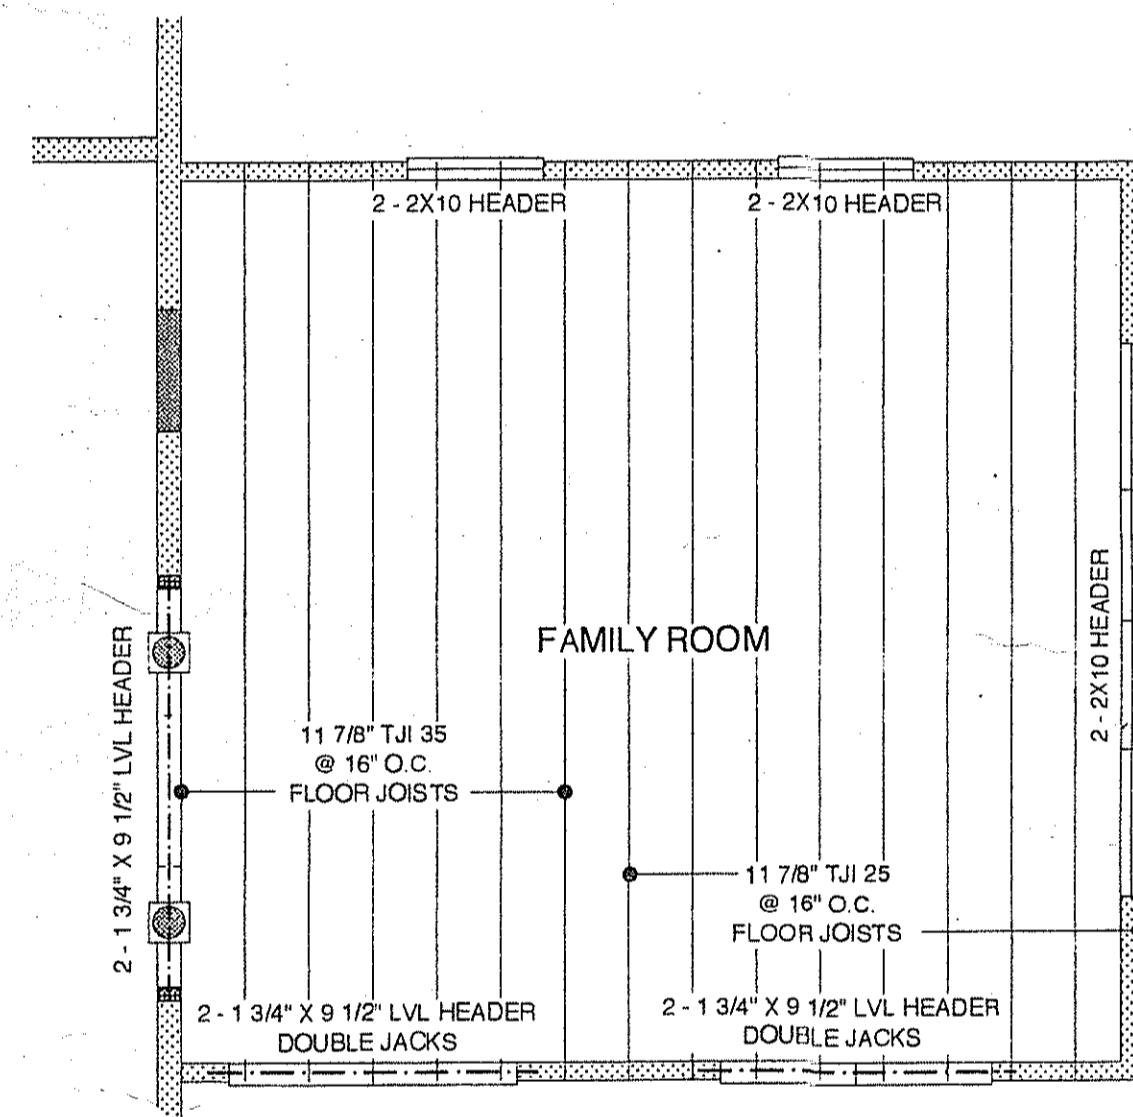 2 - 2X10 HEADER
2 - 2X10 HEADER
FAMILY ROOM
2 - 2X10 HEADER
2 - 1 3/4" X 9 1/2" LVL HEADER
11 7/8" TJI 35
@ 16" O.C.
FLOOR JOISTS
11 7/8" TJI 25
@ 16" O.C.
FLOOR JOISTS
2 - 1 3/4" X 9 1/2" LVL HEADER
DOUBLE JACKS
2 - 1 3/4" X 9 1/2" LVL HEADER
DOUBLE JACKS